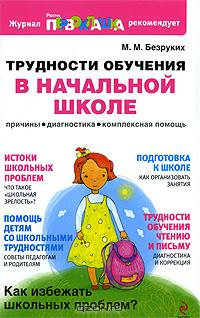 Журнал
Расти,
ПЕРВОКЛАШКА
рекомендует
М. М. Безруких
ТРУДНОСТИ ОБУЧЕНИЯ
В НАЧАЛЬНОЙ
ШКОЛЕ
причины • диагностика • комплексная помощь
ИСТОКИ
ШКОЛЬНЫХ
ПРОБЛЕМ
ЧТО ТАКОЕ
«ШКОЛЬНАЯ
ЗРЕЛОСТЬ»?
ПОМОЩЬ
ДЕТЯМ
СО ШКОЛЬНЫМИ
ТРУДНОСТЯМИ
СОВЕТЫ ПЕДАГОГАМ
И РОДИТЕЛЯМ
ПОДГОТОВКА
К ШКОЛЕ
КАК ОРГАНИЗОВАТЬ
ЗАНЯТИЯ
ТРУДНОСТИ
ОБУЧЕНИЯ
ЧТЕНИЮ
И ПИСЬМУ
ДИАГНОСТИКА
И КОРРЕКЦИЯ
Как избежать
школьных проблем?